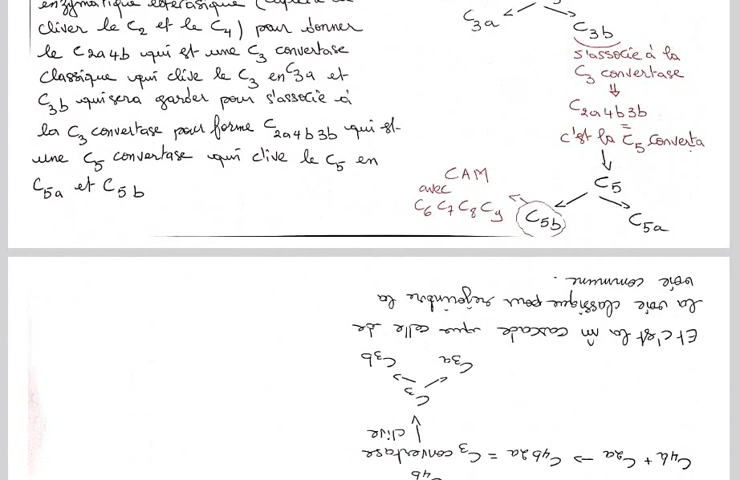 enzymatique estérasique
cliver le C2 et le C4) pour donner
le C2a4b qui est une C3 convertase
classique qui clive le C3 en C3a et
C3b qui sera garder pour s'associe à
la C3 convertase pour forme C2a4b3b qui est
une C5 convertase qui clive le C5 en
C5a et C5b
C3a
C3b
s'associe à la
C3 convertase
C2a4b3b
c'est la C5 converta
C5
C5b
C5a
CAM
avec
C6 C7 C8 C9
C4b
C4b + C2a → C4b2a = C3 convertase
clive
C3
C3a C3b
Et c'est la m̂ cascade que celle de
la voie classique pour rejoindre la
voie commune.